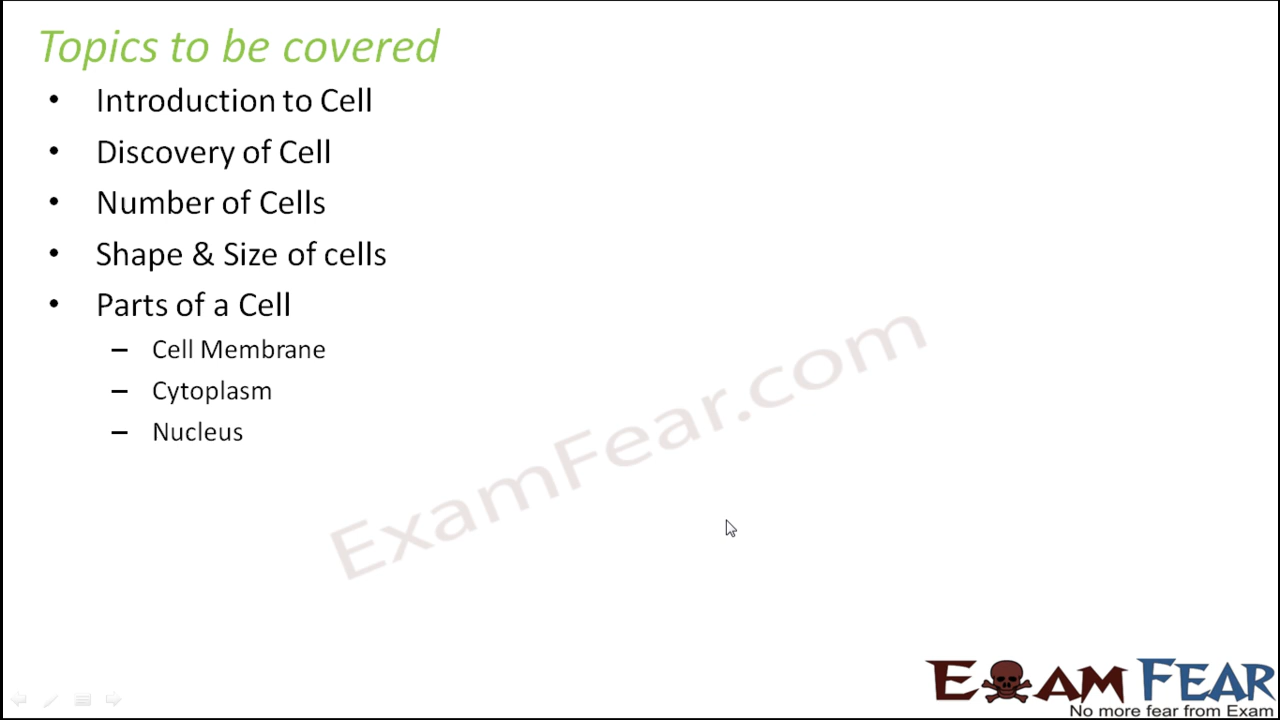 Topics to be covered
• Introduction to Cell
• Discovery of Cell
• Number of Cells
• Shape & Size of cells
• Parts of a Cell
– Cell Membrane
– Cytoplasm
– Nucleus
ExamFear.com
EXAM FEAR
No more fear from Exam